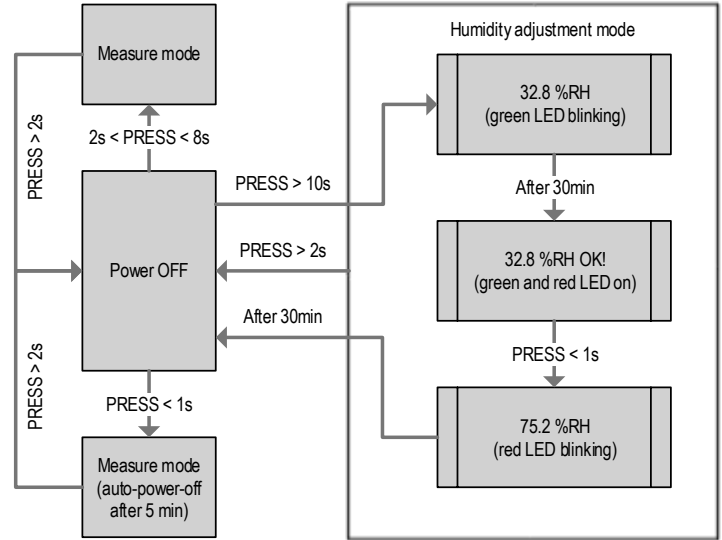 Humidity adjustment mode
Measure mode
32.8 %RH
(green LED blinking)
PRESS > 2s
2s < PRESS < 8s
PRESS > 10s
After 30min
Power OFF
PRESS > 2s
32.8 %RH OK!
(green and red LED on)
After 30min
PRESS < 1s
PRESS > 2s
PRESS < 1s
75.2 %RH
(red LED blinking)
Measure mode
(auto-power-off
after 5 min)